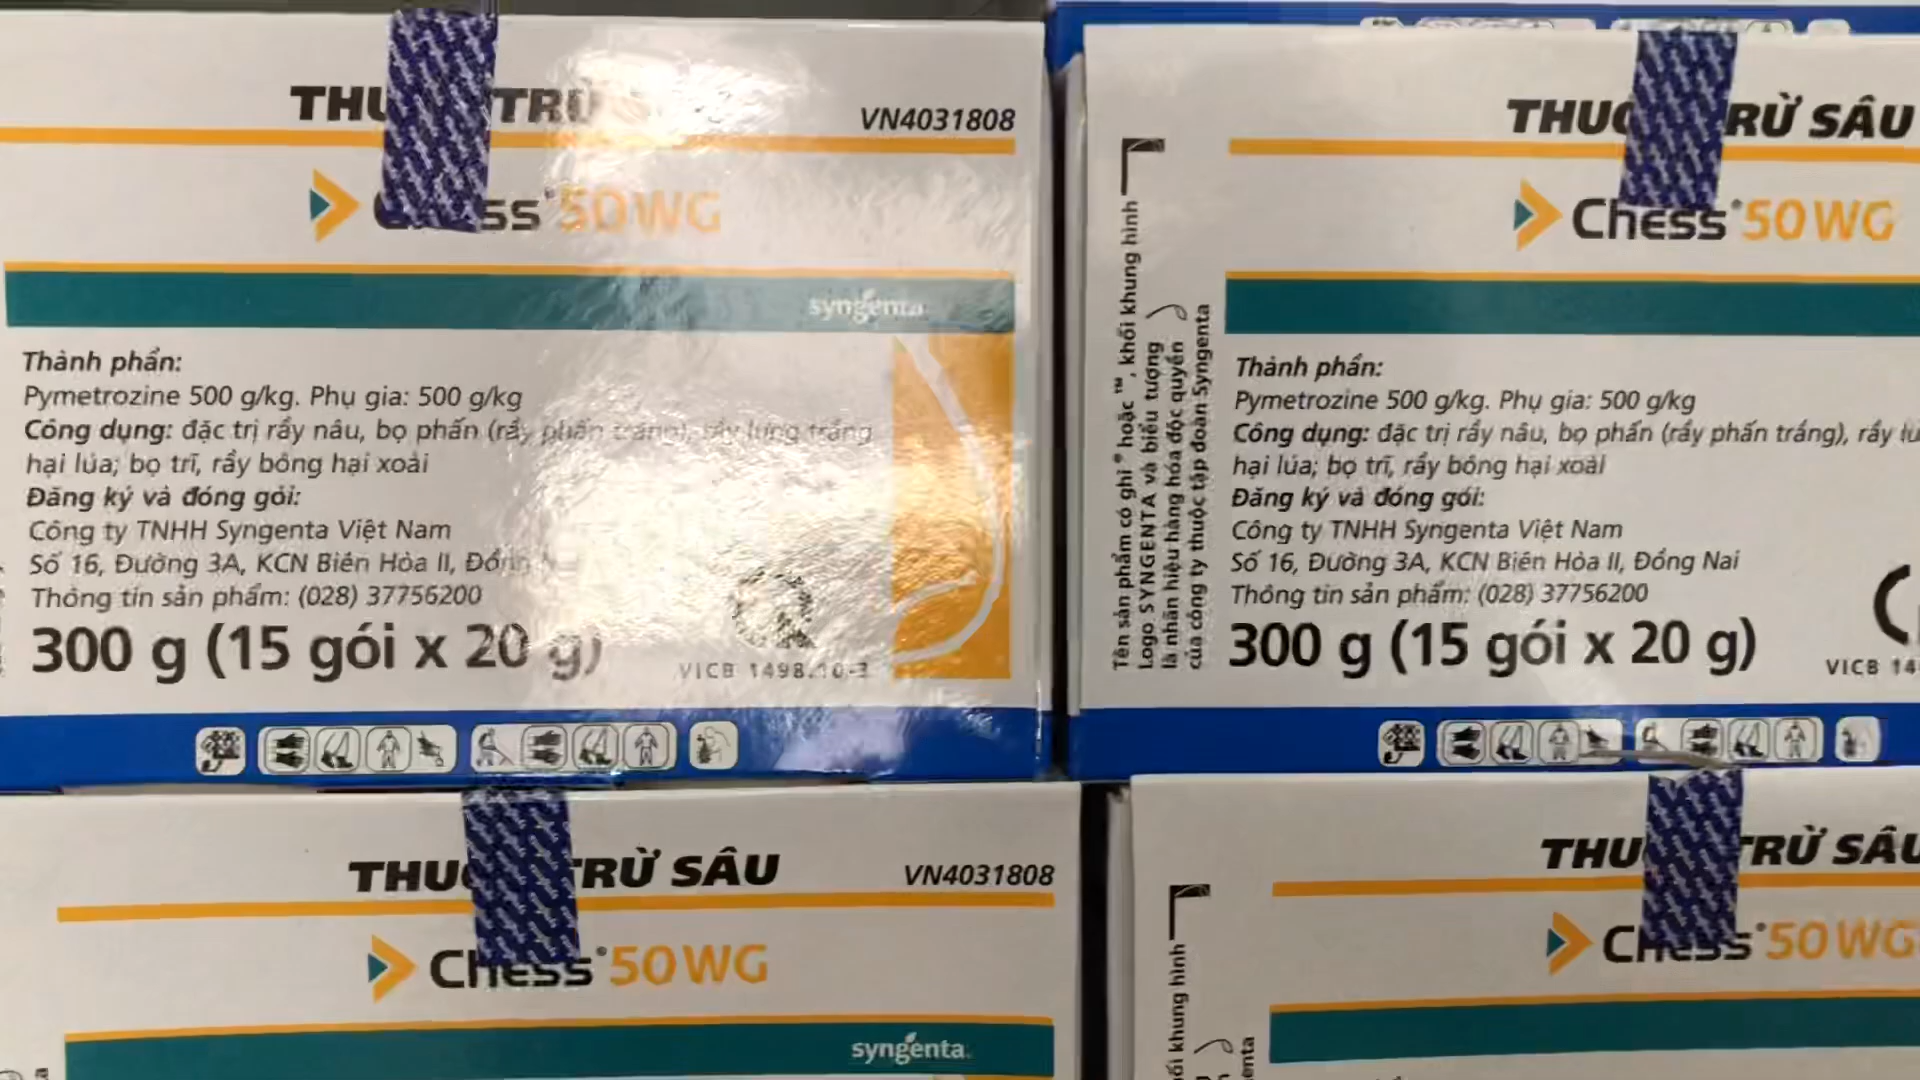 TRỪ
VN4031808
50WG
syngenta
Thành phần:
Pymetrozine 500 g/kg. Phụ gia: 500 g/kg
Công dụng: đặc trị rầy nâu, bọ phấn (rầy phấn trắng), rầy lưng trắng
hại lúa; bọ trĩ, rầy bông hại xoài
Đăng ký và đóng gói:
Công ty TNHH Syngenta Việt Nam
Số 16, Đường 3A, KCN Biên Hòa II, Đồng
Thông tin sản phẩm: (028) 37756200
300 g (15 gói x 20 g)
VICB 1498.10-3
TRỪ SÂU
Chess® 50WG
Tên sản phẩm có ghi ® hoặc ™, khối khung hình
Logo SYNGENTA và biểu tượng
là nhãn hiệu hàng hóa độc quyền
của công ty thuộc tập đoàn Syngenta
Thành phần:
Pymetrozine 500 g/kg. Phụ gia: 500 g/kg
Công dụng: đặc trị rầy nâu, bọ phấn (rầy phấn trắng), rầy
hại lúa; bọ trĩ, rầy bông hại xoài
Đăng ký và đóng gói:
Công ty TNHH Syngenta Việt Nam
Số 16, Đường 3A, KCN Biên Hòa II, Đồng Nai
Thông tin sản phẩm: (028) 37756200
300 g (15 gói x 20 g)
VICB
TRỪ SÂU
VN4031808
Chess® 50WG
syngenta
TRỪ SÂU
Chess® 50WG
khung hình